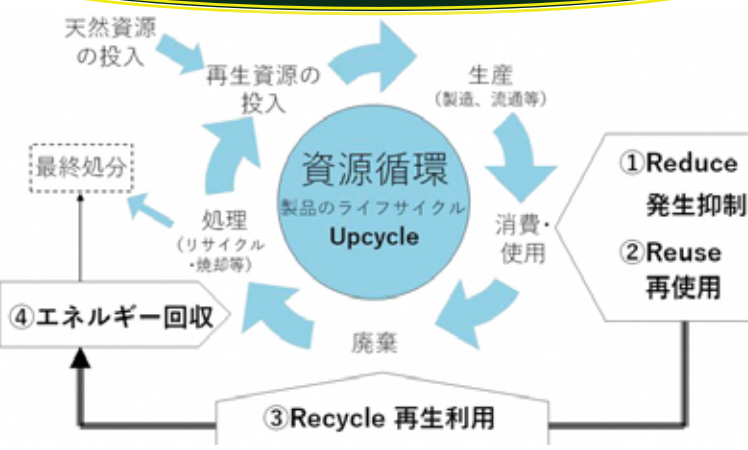 天然資源
の投入
再生資源の
投入
生産
（製造、流通等）
①Reduce
発生抑制
②Reuse
再使用
最終処分
資源循環
製品のライフサイクル
Upcycle
処理
（リサイクル
・焼却等）
消費・
使用
④エネルギー回収
廃棄
③Recycle 再生利用